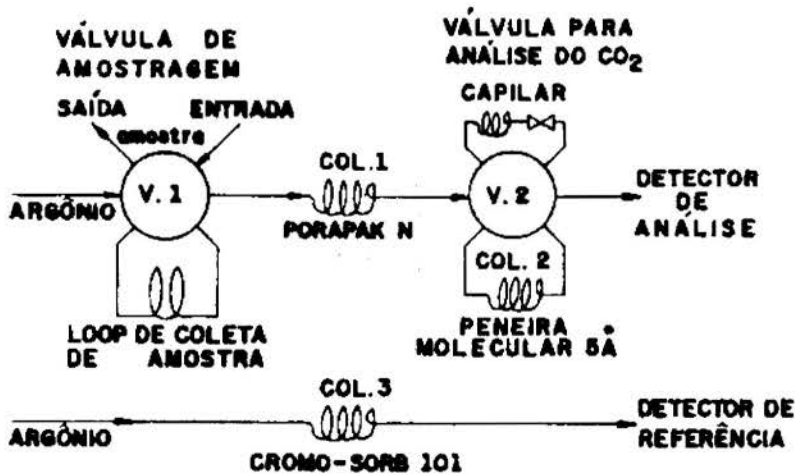 VÁLVULA DE
AMOSTRAGEM
SAÍDA
ENTRADA
amostra
V. 1
ARGÔNIO
LOOP DE COLETA
DE AMOSTRA
COL. 1
PORAPAK N
VÁLVULA PARA
ANÁLISE DO CO₂
CAPILAR
V. 2
COL. 2
PENEIRA
MOLECULAR 5Å
DETECTOR
DE
ANÁLISE
COL. 3
ARGÔNIO
CROMO-SORB 101
DETECTOR DE
REFERÊNCIA